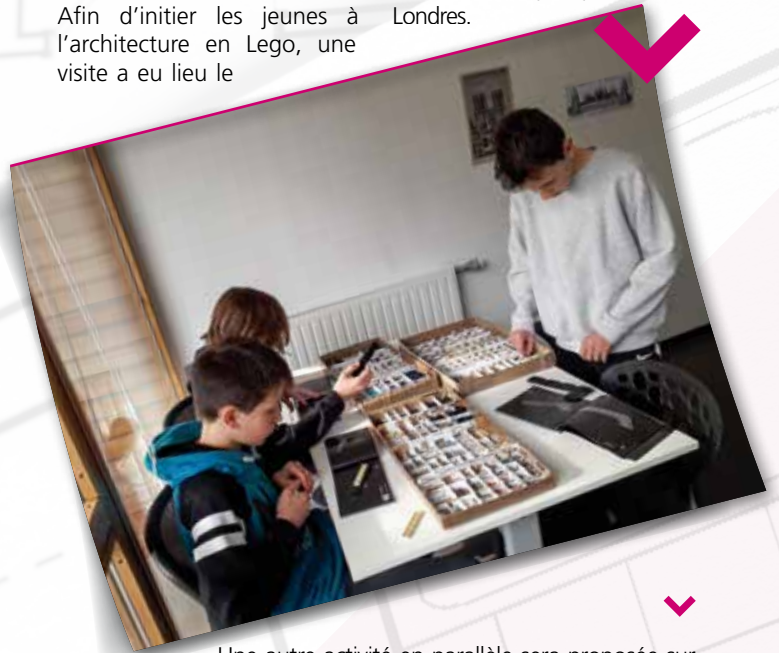 Afin d'initier les jeunes à
l'architecture en Lego, une
visite a eu lieu le
Londres.
Une autre activité en parallèle sera proposée sur